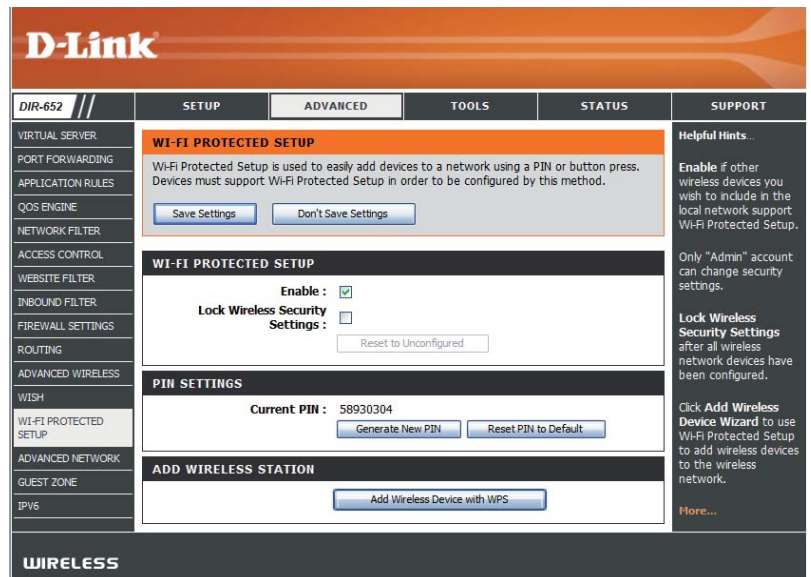 D-Link
DIR-652 //
SETUP
ADVANCED
TOOLS
STATUS
SUPPORT
VIRTUAL SERVER
PORT FORWARDING
APPLICATION RULES
QOS ENGINE
NETWORK FILTER
ACCESS CONTROL
WEBSITE FILTER
INBOUND FILTER
FIREWALL SETTINGS
ROUTING
ADVANCED WIRELESS
WISH
WI-FI PROTECTED
SETUP
ADVANCED NETWORK
GUEST ZONE
IPV6
WI-FI PROTECTED SETUP
Wi-Fi Protected Setup is used to easily add devices to a network using a PIN or button press.
Devices must support Wi-Fi Protected Setup in order to be configured by this method.
Save Settings
Don't Save Settings
WI-FI PROTECTED SETUP
Enable :
Lock Wireless Security
Settings :
Reset to Unconfigured
PIN SETTINGS
Current PIN : 58930304
Generate New PIN
Reset PIN to Default
ADD WIRELESS STATION
Add Wireless Device with WPS
Helpful Hints...
Enable if other
wireless devices you
wish to include in the
local network support
Wi-Fi Protected Setup.
Only "Admin" account
can change security
settings.
Lock Wireless
Security Settings
after all wireless
network devices have
been configured.
Click Add Wireless
Device Wizard to use
Wi-Fi Protected Setup
to add wireless devices
to the wireless
network.
More...
WIRELESS